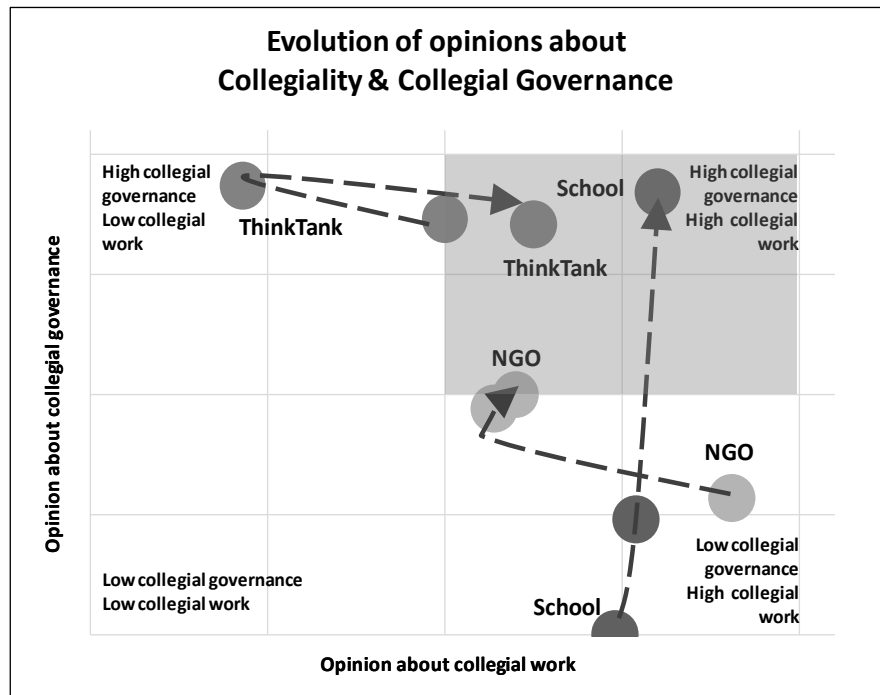 Evolution of opinions about
Collegiality & Collegial Governance
High collegial
governance
Low collegial
work
ThinkTank
School
High collegial
governance
High collegial
work
ThinkTank
NGO
NGO
Low collegial
governance
High collegial
work
Low collegial governance
Low collegial work
School
Opinion about collegial governance
Opinion about collegial work